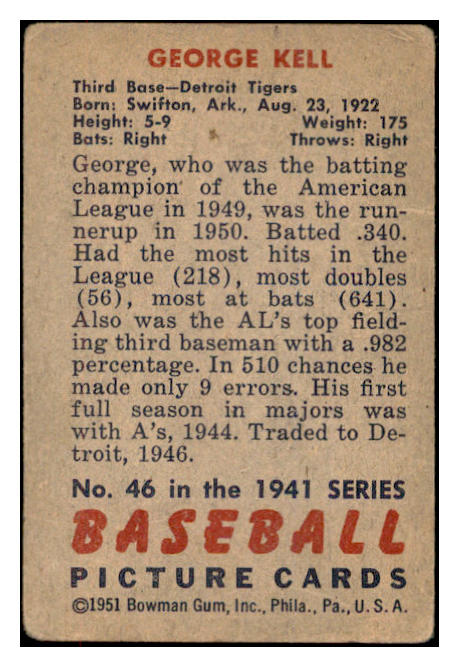 GEORGE KELL
Third Base—Detroit Tigers
Born: Swifton, Ark., Aug. 23, 1922
Height: 5-9 Weight: 175
Bats: Right Throws: Right
George, who was the batting
champion of the American
League in 1949, was the run-
nerup in 1950. Batted .340.
Had the most hits in the
League (218), most doubles
(56), most at bats (641).
Also was the AL's top field-
ing third baseman with a .982
percentage. In 510 chances he
made only 9 errors. His first
full season in majors was
with A's, 1944. Traded to De-
troit, 1946.
No. 46 in the 1941 SERIES
BASEBALL
PICTURE CARDS
©1951 Bowman Gum, Inc., Phila., Pa., U.S.A.